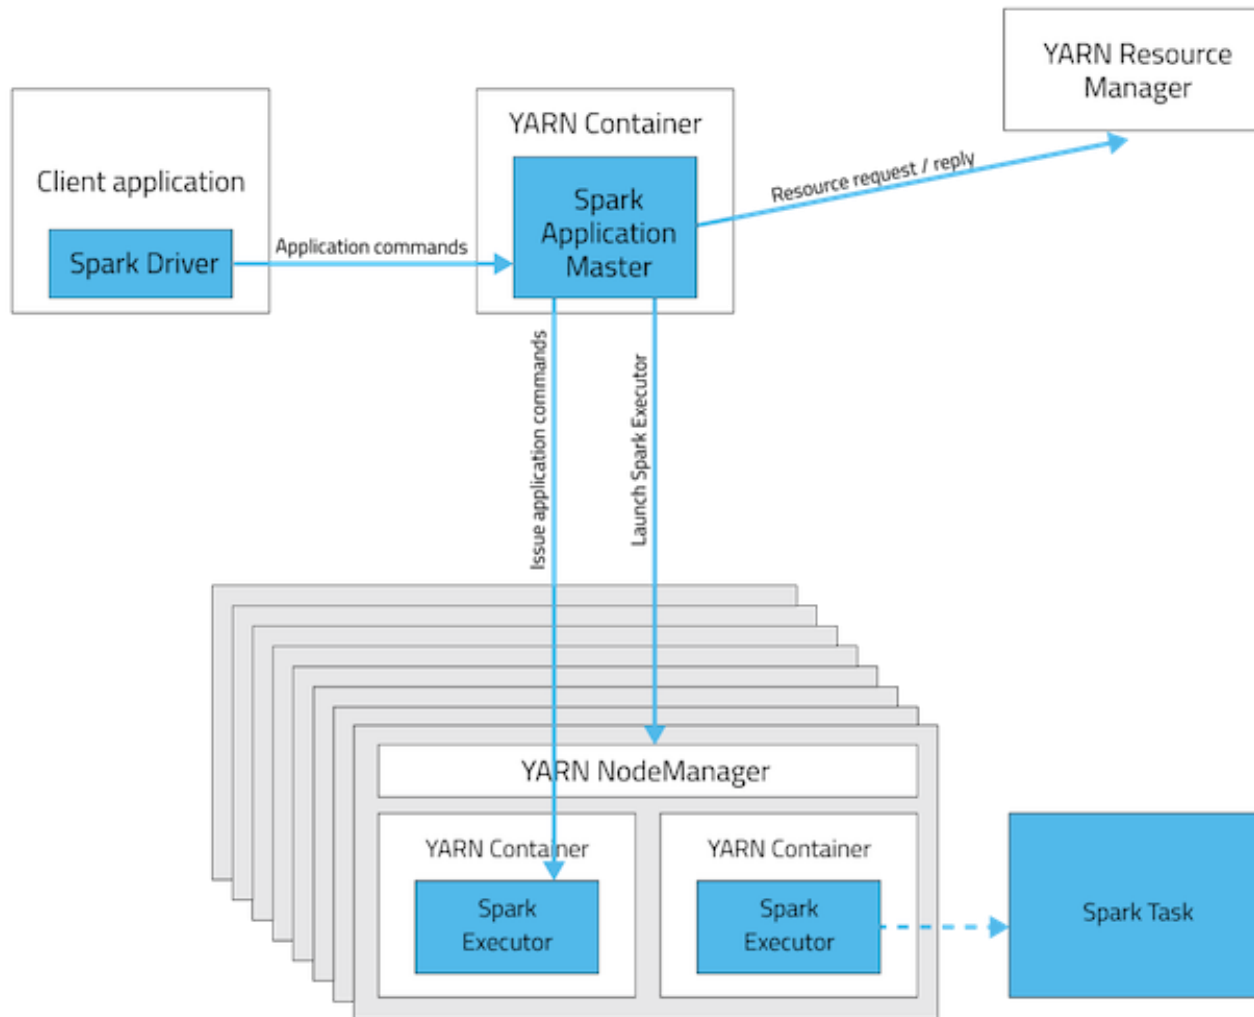 YARN Resource
Manager
YARN Container
Client application
Spark
Application
Master
Spark Driver
Application commands
Resource request / reply
Issue application commands
Launch Spark Executor
YARN NodeManager
YARN Container
YARN Container
Spark
Executor
Spark
Executor
Spark Task